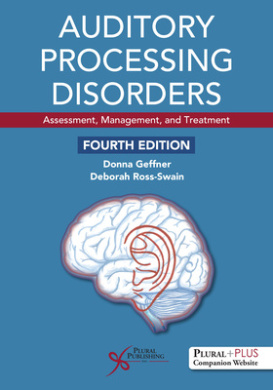 AUDITORY
PROCESSING
DISORDERS
Assessment, Management, and Treatment
FOURTH EDITION
Donna Geffner
Deborah Ross-Swain
PLURAL
PUBLISHING
PLURAL+PLUS
Companion Website